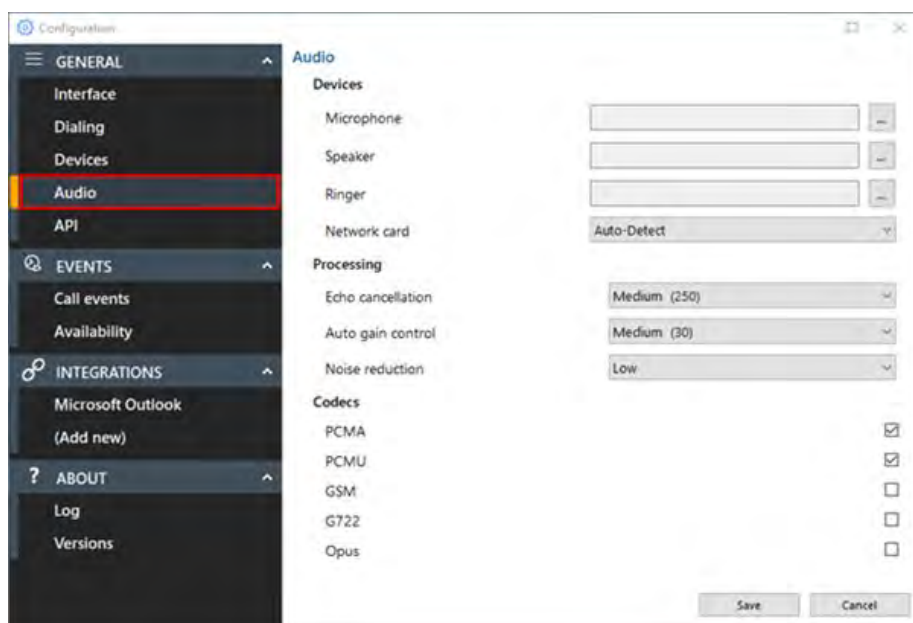 Configuration
GENERAL
Interface
Dialing
Devices
Audio
API
EVENTS
Call events
Availability
INTEGRATIONS
Microsoft Outlook
(Add new)
? ABOUT
Log
Versions
Audio
Devices
Microphone
...
Speaker
...
Ringer
...
Network card Auto-Detect
Processing
Echo cancellation Medium (250)
Auto gain control Medium (30)
Noise reduction Low
Codecs
PCMA
PCMU
GSM
G722
Opus
Save Cancel